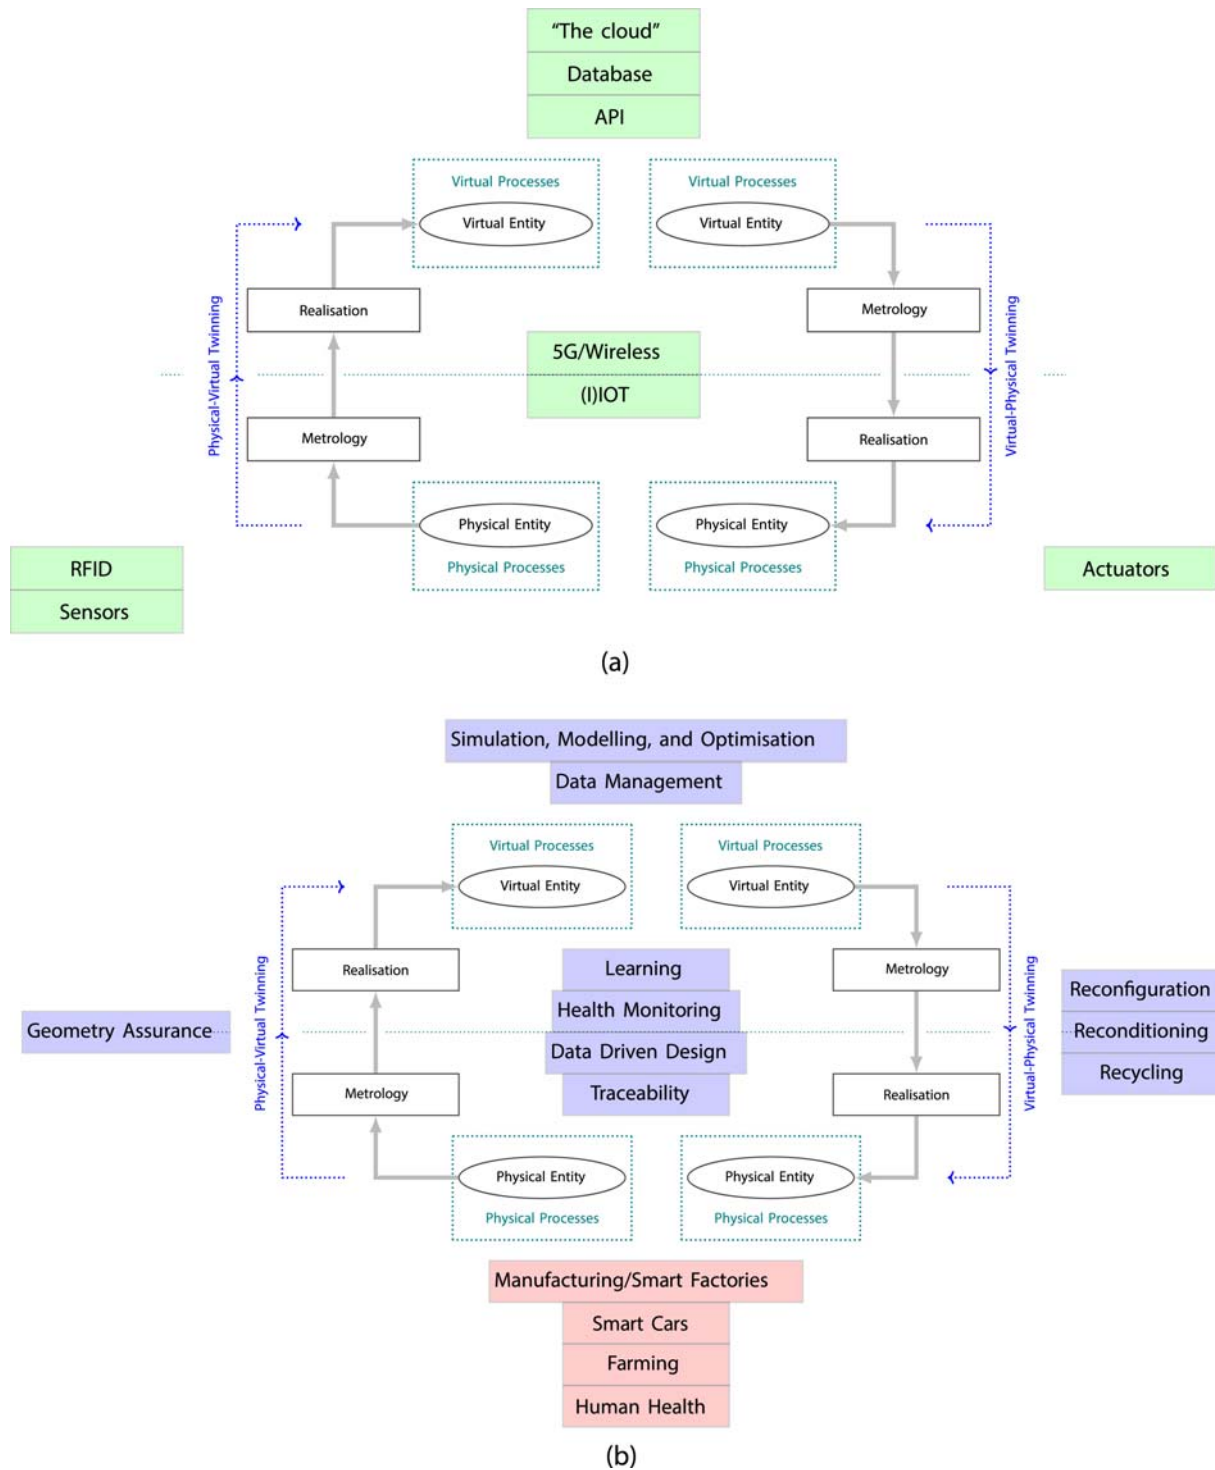 “The cloud”
Database
API
Virtual Processes
Virtual Processes
Virtual Entity
Virtual Entity
Realisation
Metrology
Physical-Virtual Twinning
5G/Wireless
Virtual-Physical Twinning
(I)IOT
Metrology
Realisation
Physical Entity
Physical Entity
Physical Processes
Physical Processes
RFID
Sensors
Actuators
(a)
Simulation, Modelling, and Optimisation
Data Management
Virtual Processes
Virtual Processes
Virtual Entity
Virtual Entity
Realisation
Learning
Metrology
Reconfiguration
Health Monitoring
Geometry Assurance
Physical-Virtual Twinning
Virtual-Physical Twinning
Reconditioning
Data Driven Design
Recycling
Metrology
Traceability
Realisation
Physical Entity
Physical Entity
Physical Processes
Physical Processes
Manufacturing/Smart Factories
Smart Cars
Farming
Human Health
(b)